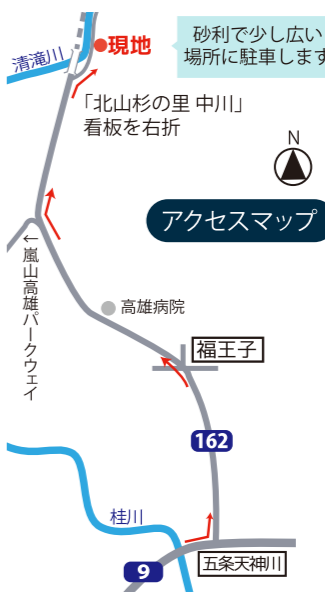 清滝川
現地
砂利で少し広い
場所に駐車します
「北山杉の里 中川」
看板を右折
N
アクセスマップ
←嵐山高雄パークウェイ
高雄病院
福王子
162
桂川
五条天神川
9